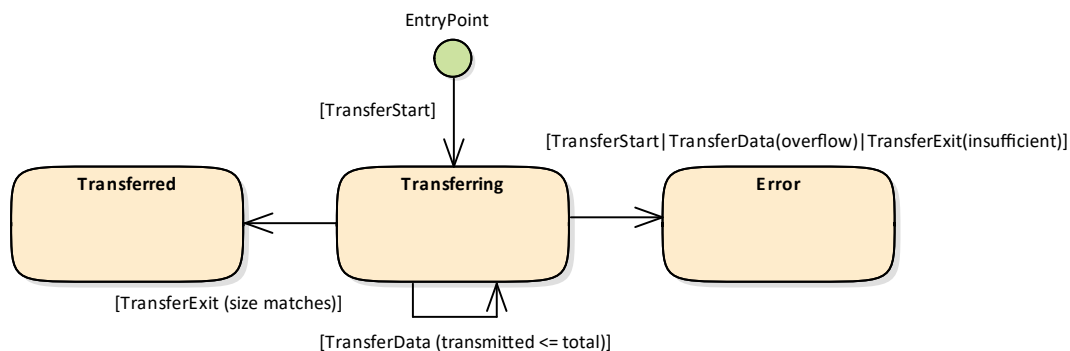 EntryPoint
[TransferStart]
[TransferStart|TransferData(overflow)|TransferExit(insufficient)]
Transferred
Transferring
Error
[TransferExit (size matches)]
[TransferData (transmitted <= total)]